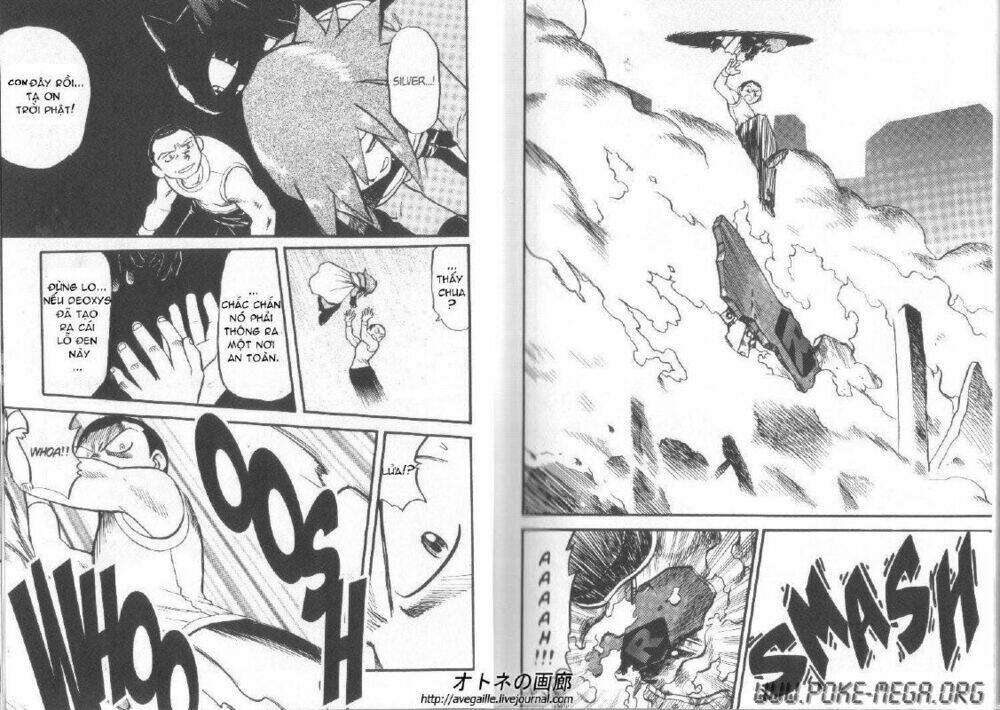 SILVER...!
CON ĐÂY RỒI...
TẠ ƠN
TRỜI PHẬT!
...
THẤY
CHƯA
?
...
CHẮC CHẮN
NỔ PHẢI
THÔNG RA
MỘT NƠI
AN TOÀN.
ĐỪNG LO...
NẾU DEOXYS
ĐÃ TẠO
RA CÁI
LỖ ĐEN
NÀY
...
LỬA!?
WHOA!!
WHOO
OOSH
R
SMASH
AAAAAH!!!
R
オトネの画廊
http://avegaille.livejournal.com
WWW.POKE-MEGA.ORG